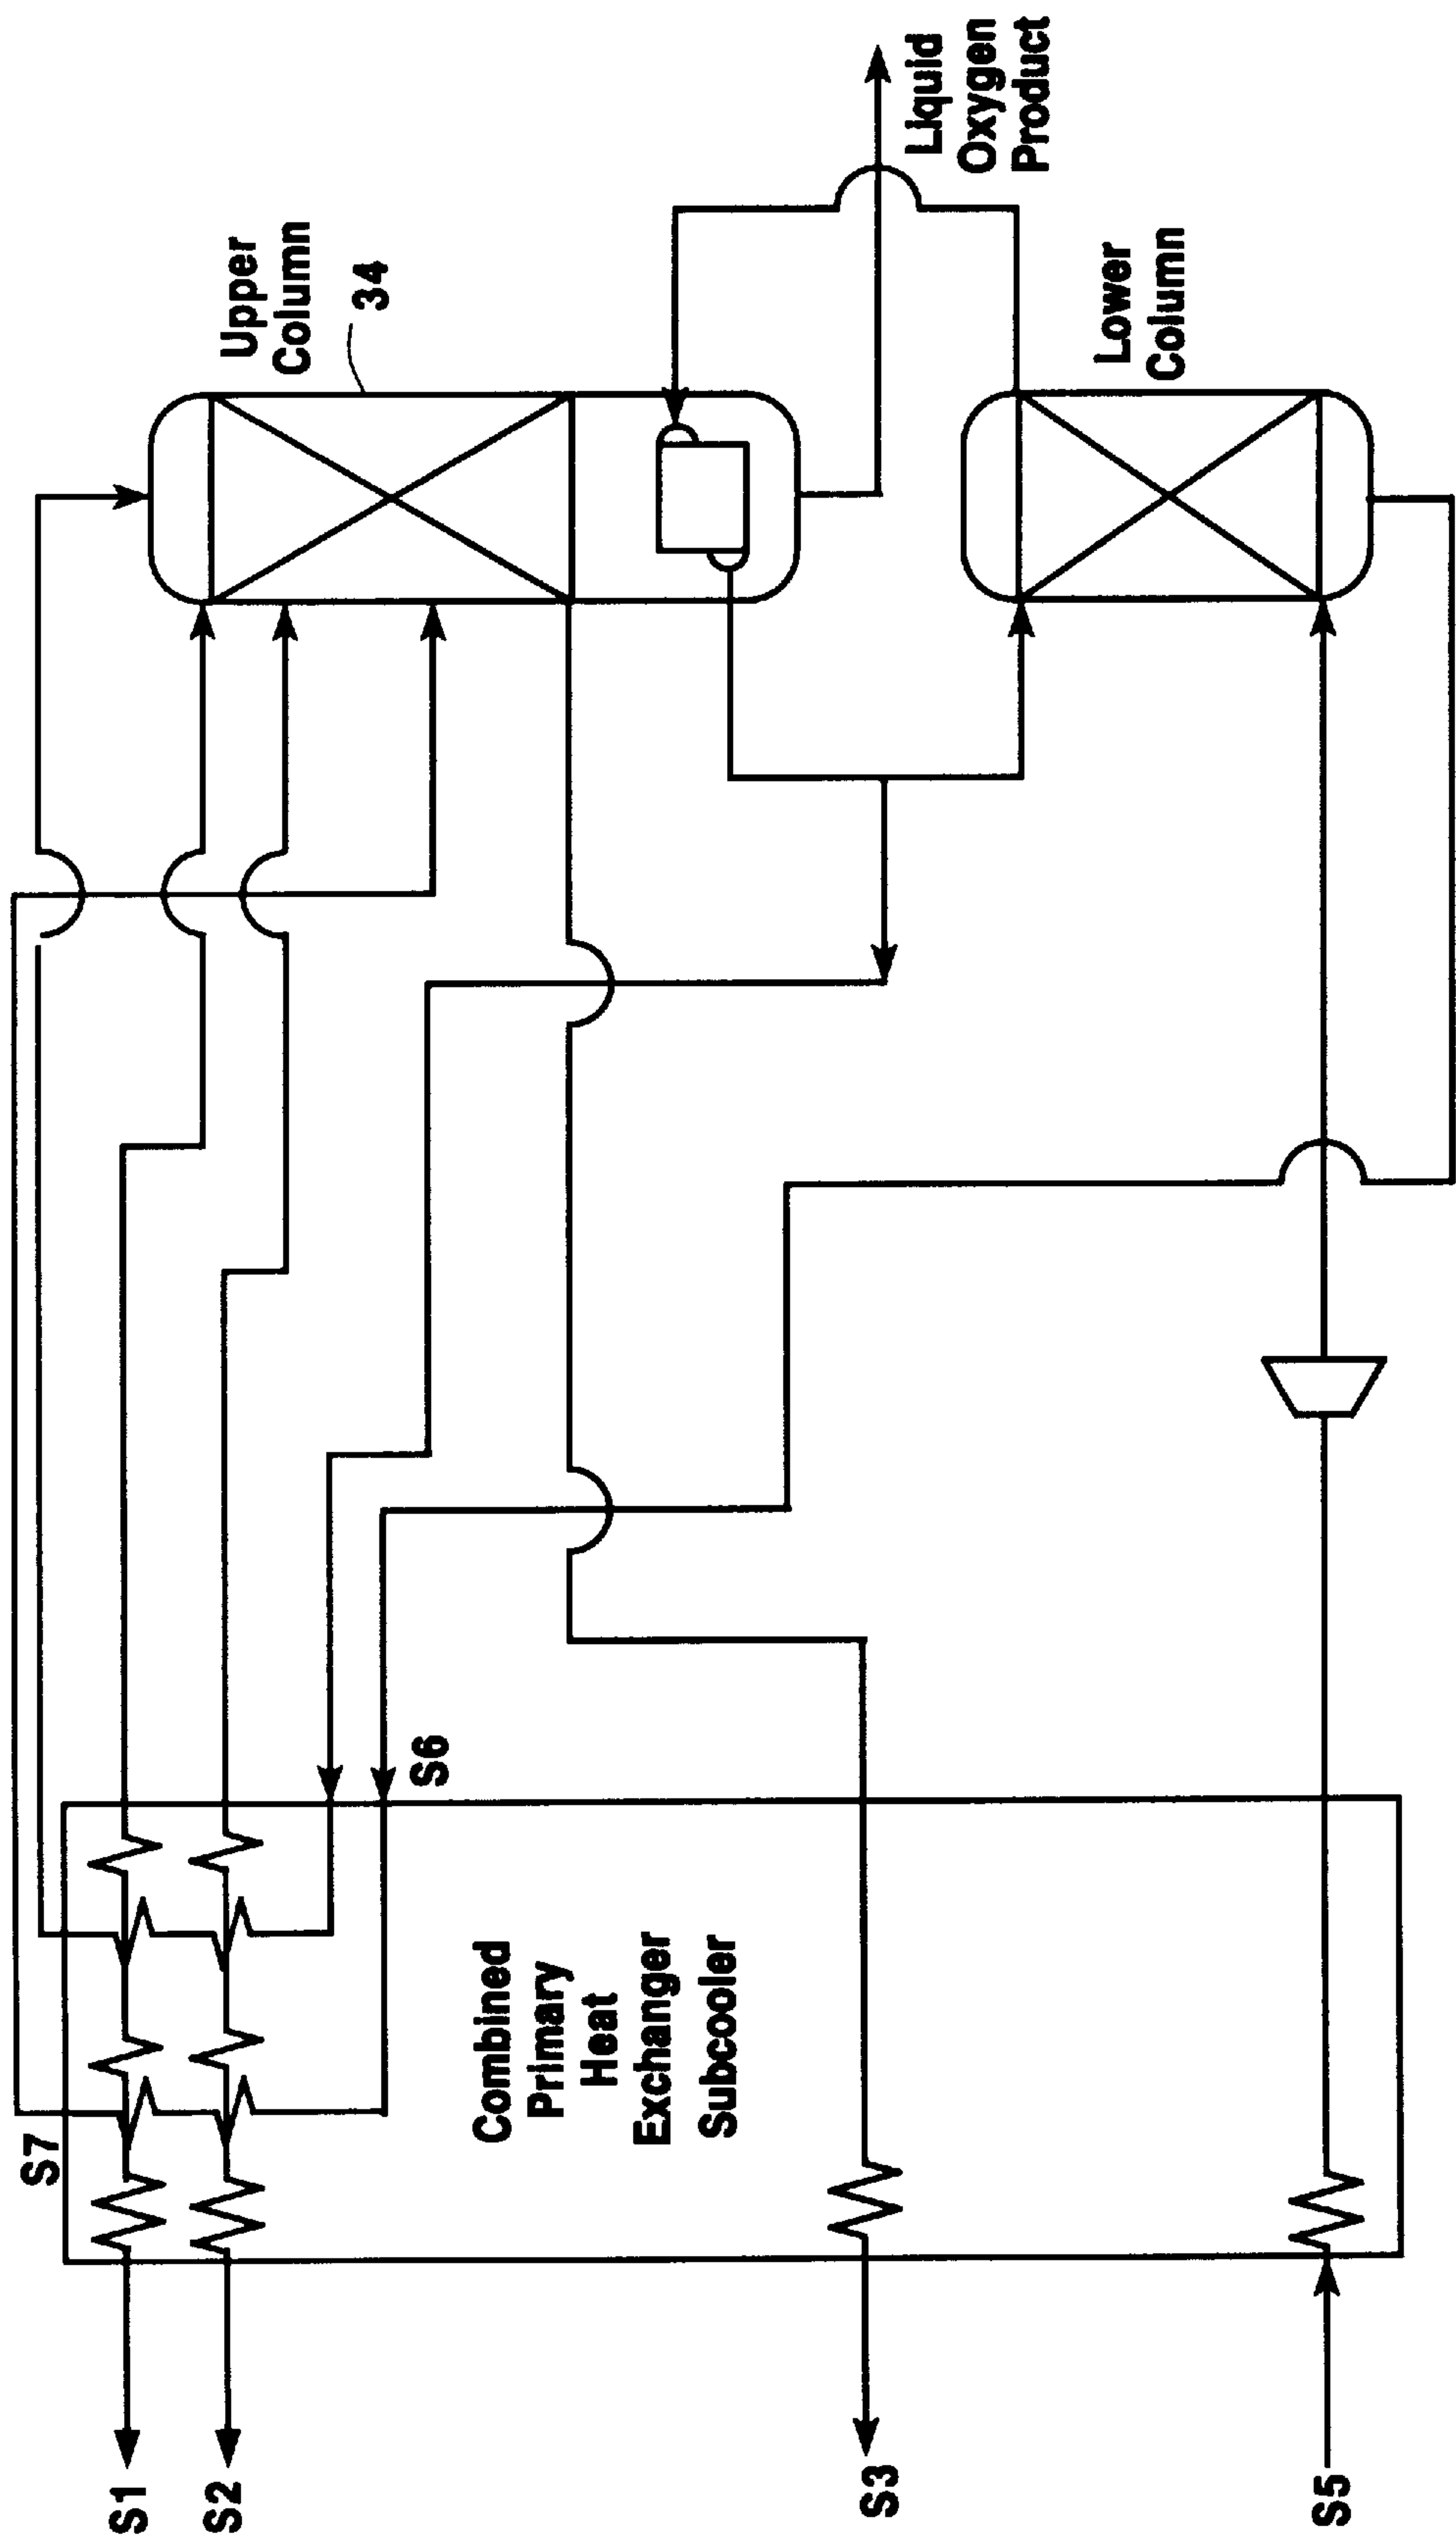 Upper
Column
34
Liquid
Oxygen
Product
Lower
Column
S7
S6
Combined
Primary
Heat
Exchanger
Subcooler
S1
S2
S3
S5